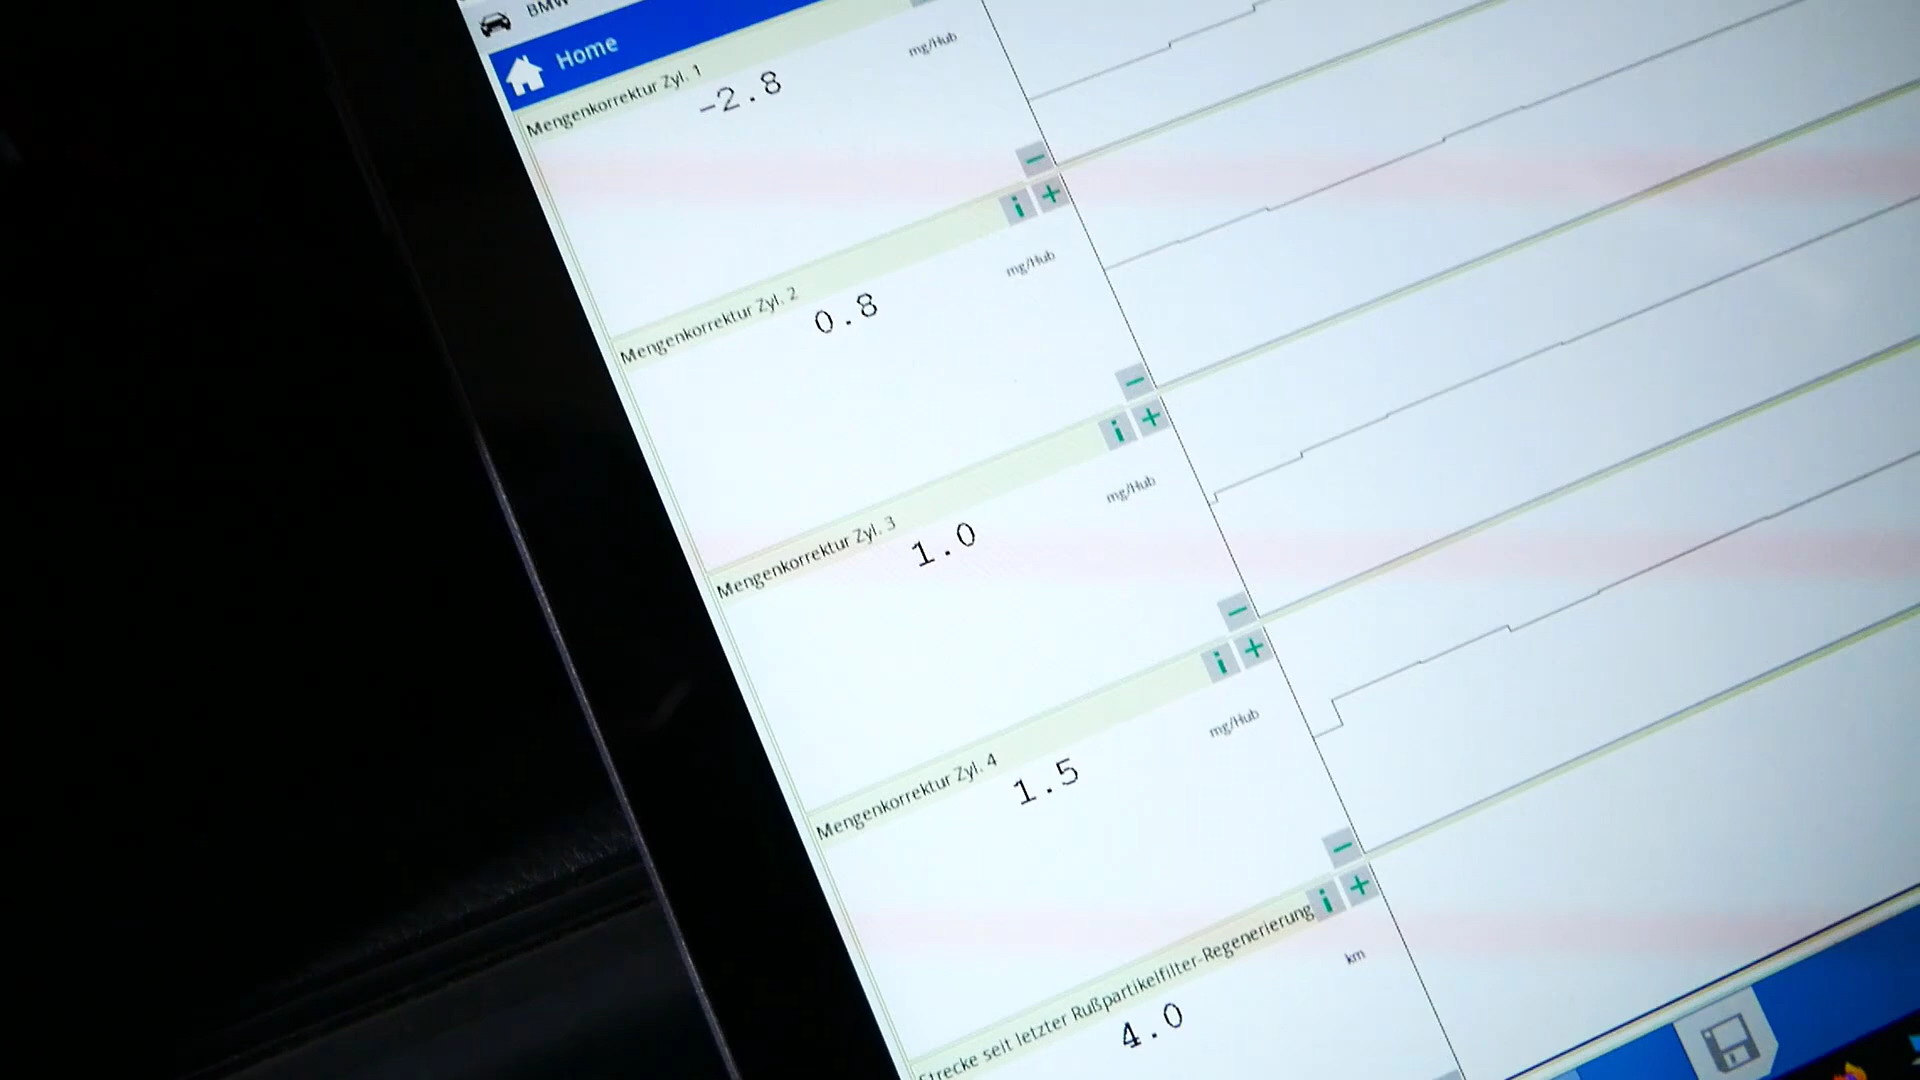 BMW
Home
Mengenkorrektur Zyl. 1
mg/Hub
-2.8
Mengenkorrektur Zyl. 2
mg/Hub
0.8
Mengenkorrektur Zyl. 3
mg/Hub
1.0
Mengenkorrektur Zyl. 4
mg/Hub
1.5
Strecke seit letzter Rußpartikelfilter-Regenerierung
km
4.0